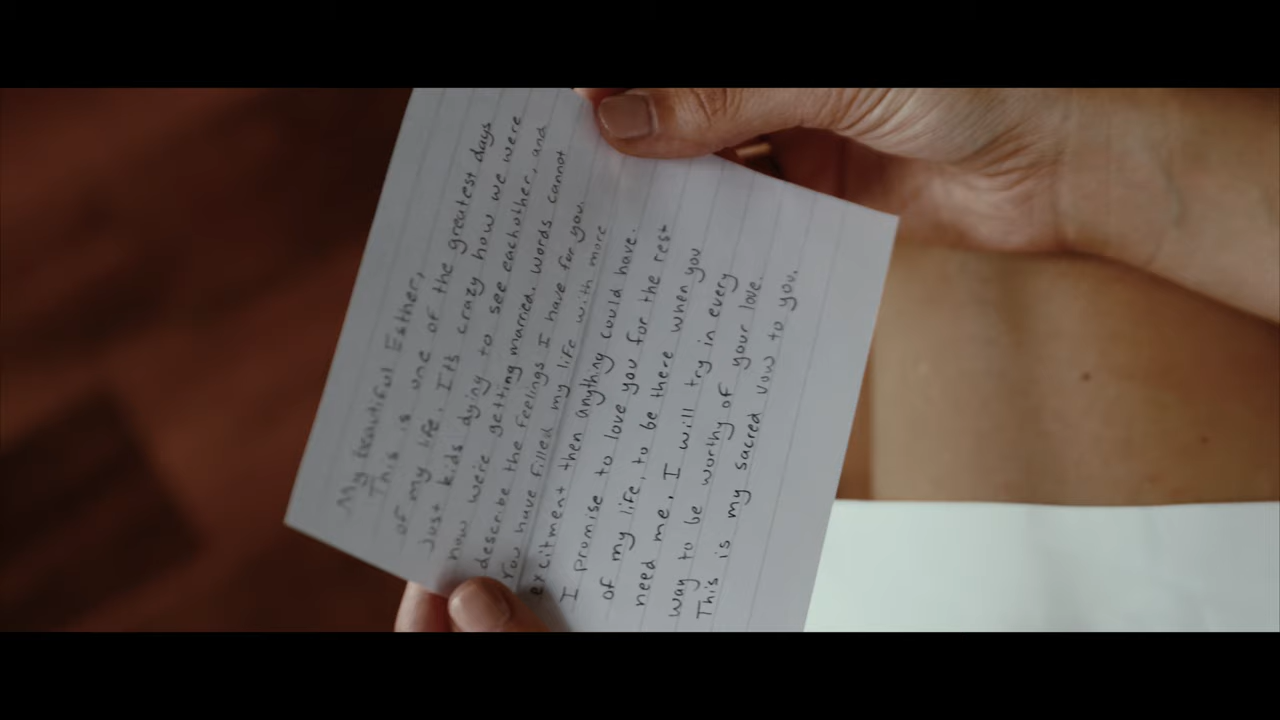 My beautiful Esther,
This is one of the greatest days
of my life. Its crazy how we were
Just kids dying to see eachother, and
now we're getting married. Words cannot
describe the feelings I have for you.
You have filled my life with more
excitment then anything could have.
I promise to love you for the rest
of my life, to be there when you
need me. I will try in every
way to be worthy of your love.
This is my sacred vow to you.